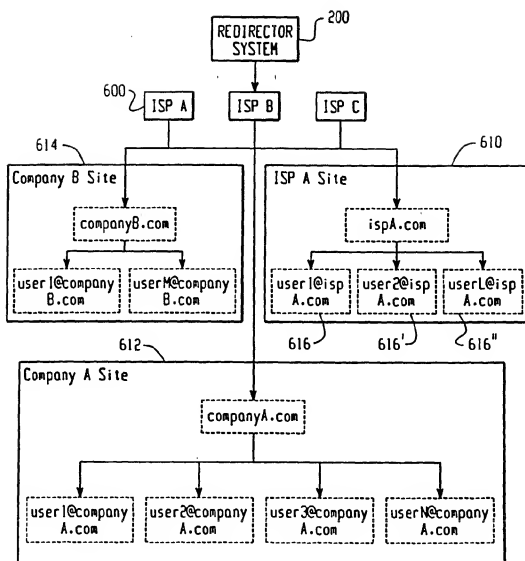 200
REDIRECTOR
SYSTEM
600
ISP A
ISP B
ISP C
614
610
Company B Site
ISP A Site
companyB.com
ispA.com
user1@company
B.com
userM@company
B.com
user1@isp
A.com
user2@isp
A.com
userL@isp
A.com
616
616'
616"
612
Company A Site
companyA.com
user1@company
A.com
user2@company
A.com
user3@company
A.com
userN@company
A.com